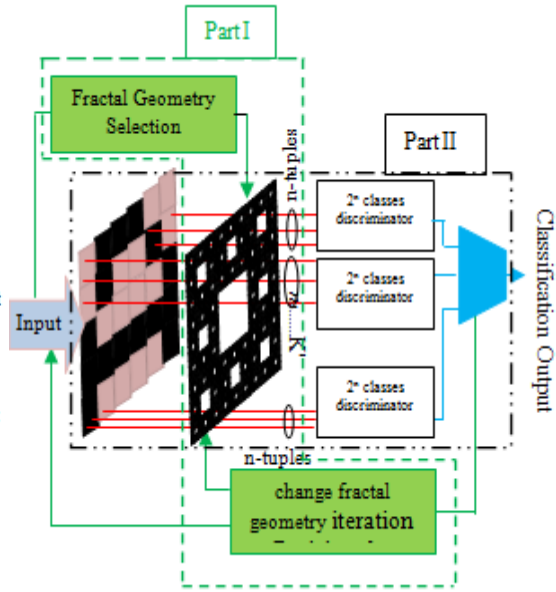 Part I
Fractal Geometry
Selection
Part II
n-tuples
2ⁿ classes
discriminator
2ⁿ classes
discriminator
Input
K
2ⁿ classes
discriminator
n-tuples
Classification Output
change fractal
geometry iteration